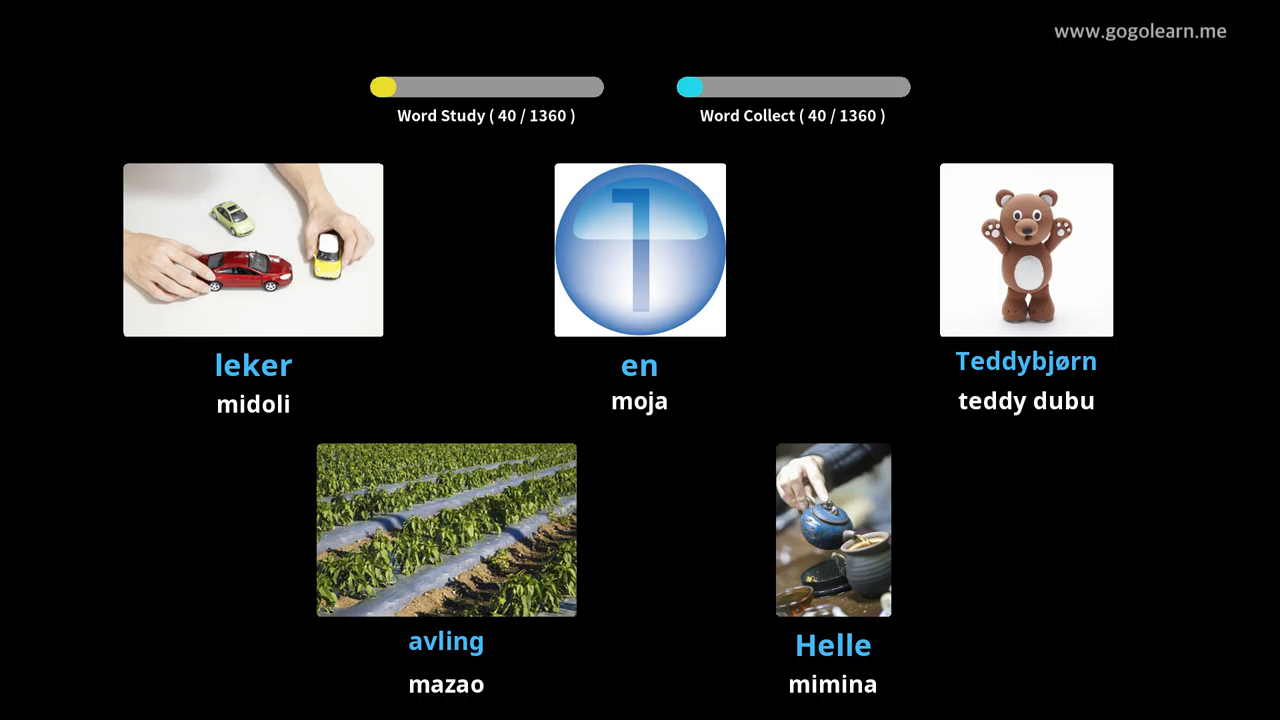 www.gogolearn.me
Word Study ( 40 / 1360 )
Word Collect ( 40 / 1360 )
1
leker
midoli
en
moja
Teddybjørn
teddy dubu
avling
mazao
Helle
mimina